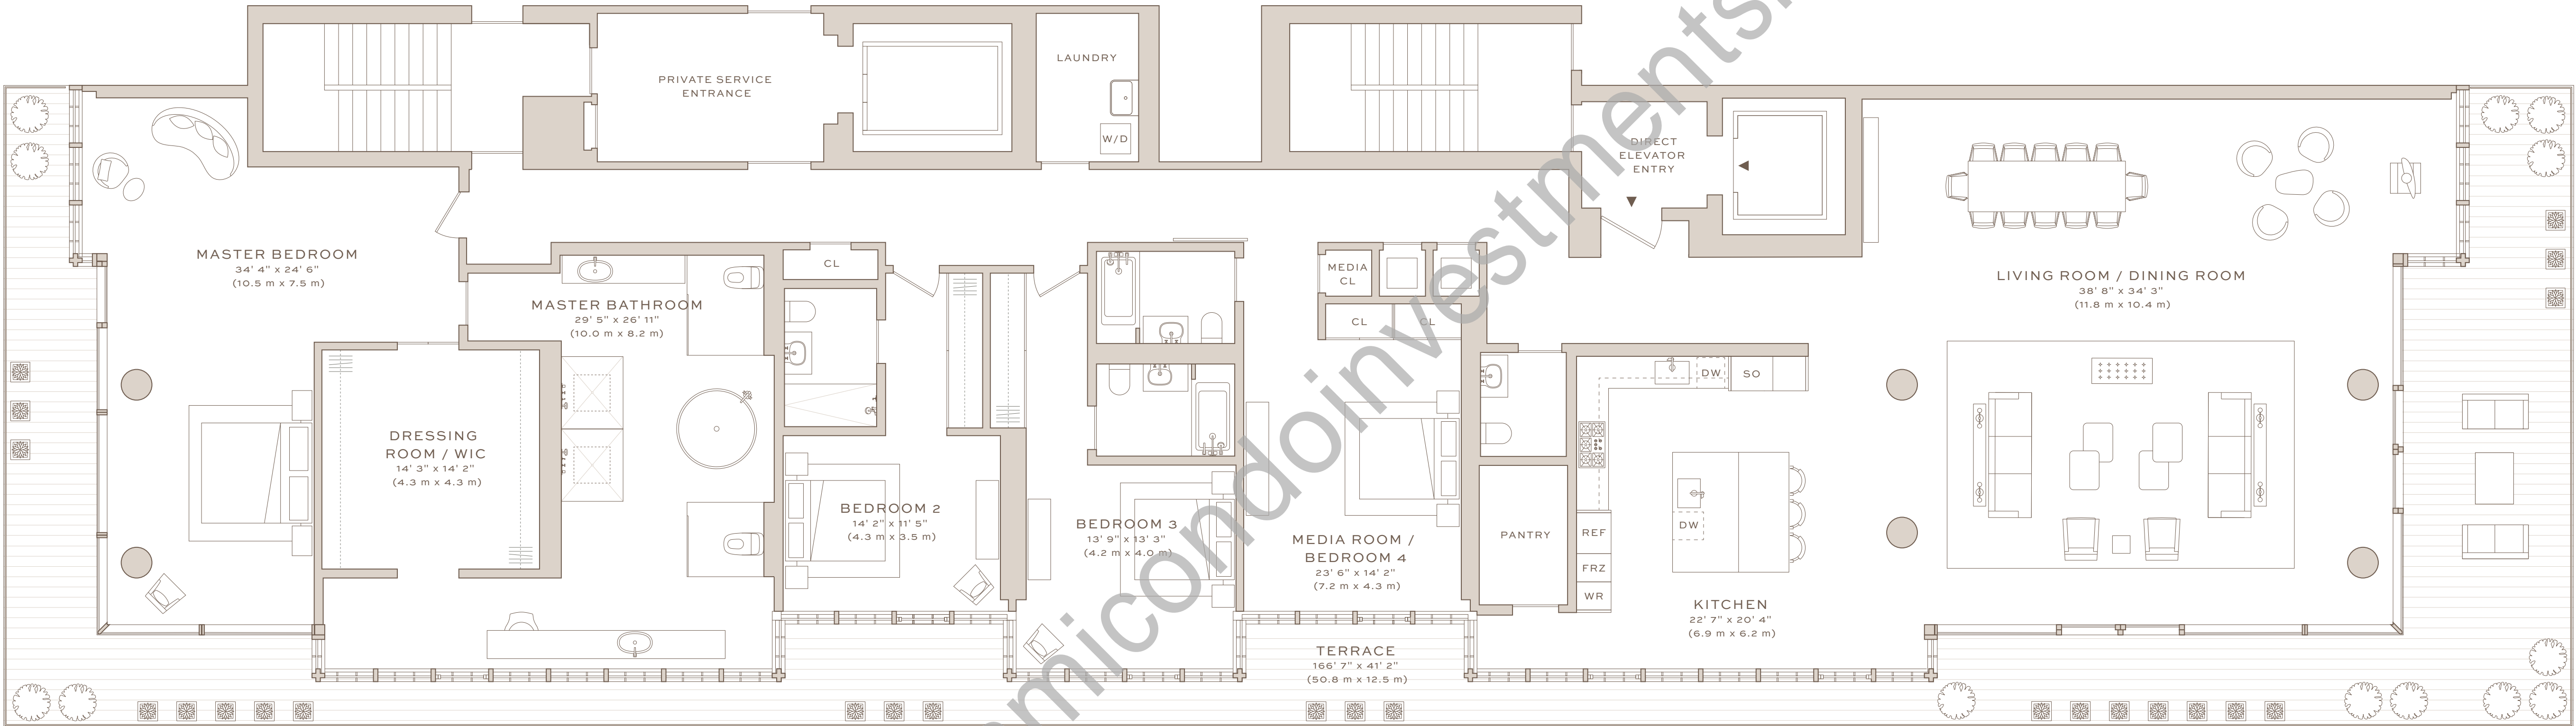 PRIVATE SERVICE
ENTRANCE
LAUNDRY
W/D
DIRECT
ELEVATOR
ENTRY
MASTER BEDROOM
34' 4" x 24' 6"
(10.5 m x 7.5 m)
MASTER BATHROOM
29' 5" x 26' 11"
(10.0 m x 8.2 m)
CL
MEDIA
CL
CL
CL
LIVING ROOM / DINING ROOM
38' 8" x 34' 3"
(11.8 m x 10.4 m)
DW
SO
DRESSING
ROOM / WIC
14' 3" x 14' 2"
(4.3 m x 4.3 m)
BEDROOM 2
14' 2" x 11' 5"
(4.3 m x 3.5 m)
BEDROOM 3
13' 9" x 13' 3"
(4.2 m x 4.0 m)
MEDIA ROOM /
BEDROOM 4
23' 6" x 14' 2"
(7.2 m x 4.3 m)
PANTRY
REF
FRZ
WR
DW
KITCHEN
22' 7" x 20' 4"
(6.9 m x 6.2 m)
TERRACE
166' 7" x 41' 2"
(50.8 m x 12.5 m)
micondoinvestments.